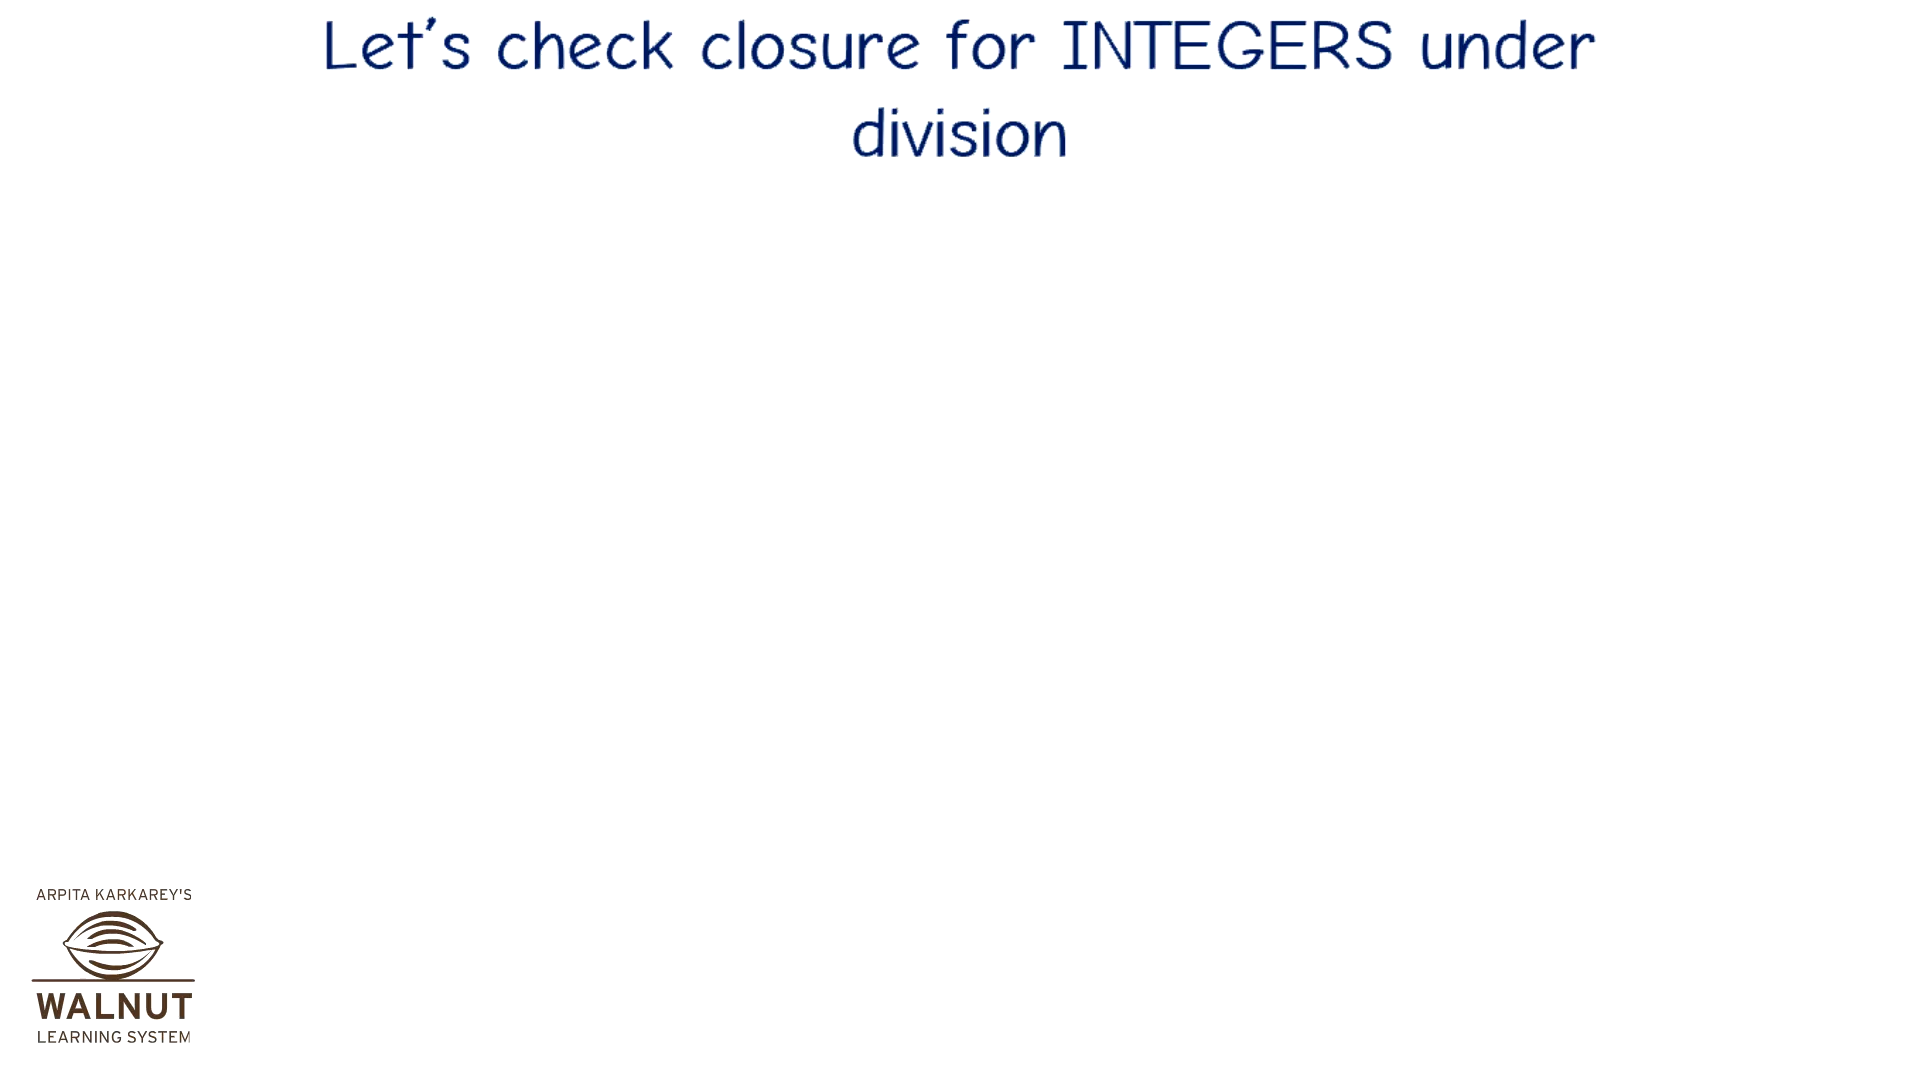 Let's check closure for INTEGERS under
division
ARPITA KARKAREY'S
WALNUT
LEARNING SYSTEM